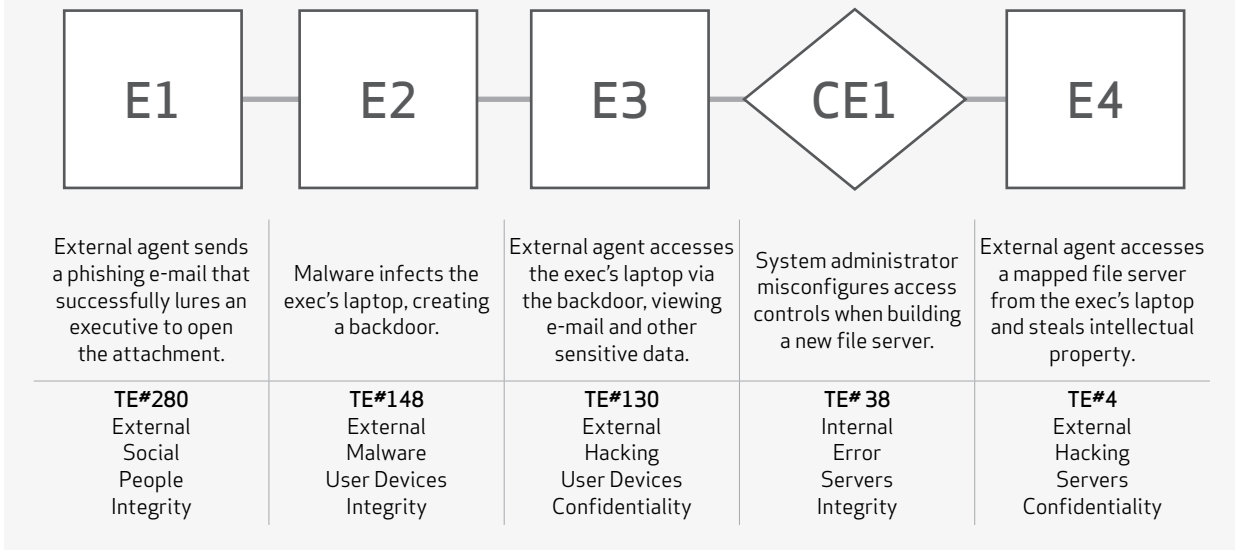 E1
E2
E3
CE1
E4
External agent sends
a phishing e-mail that
successfully lures an
executive to open
the attachment.
Malware infects the
exec's laptop, creating
a backdoor.
External agent accesses
the exec's laptop via
the backdoor, viewing
e-mail and other
sensitive data.
System administrator
misconfigures access
controls when building
a new file server.
External agent accesses
a mapped file server
from the exec's laptop
and steals intellectual
property.
TE#280
External
Social
People
Integrity
TE#148
External
Malware
User Devices
Integrity
TE#130
External
Hacking
User Devices
Confidentiality
TE# 38
Internal
Error
Servers
Integrity
TE#4
External
Hacking
Servers
Confidentiality